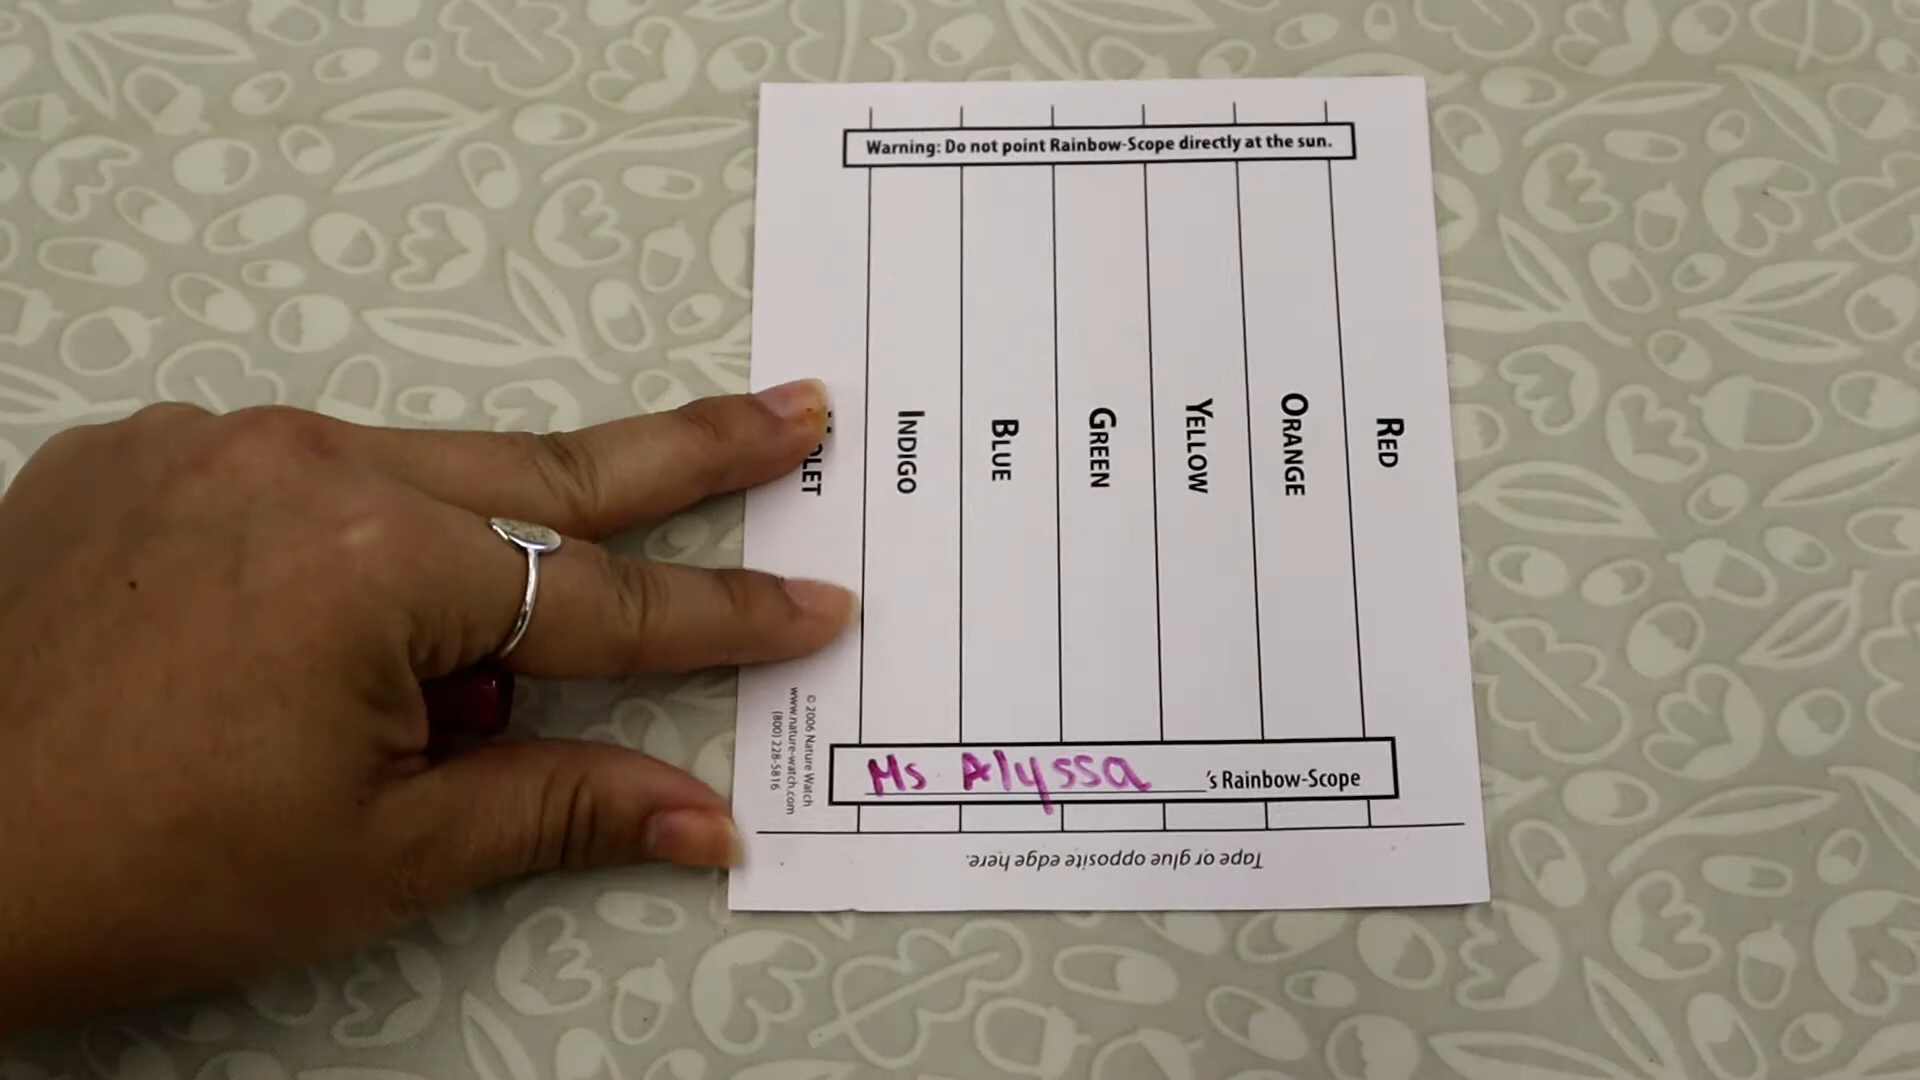 Warning: Do not point Rainbow-Scope directly at the sun.
INDIGO
BLUE
GREEN
YELLOW
ORANGE
RED
© 2006 Nature Watch
www.nature-watch.com
(800) 228-5816
Ms Alyssa 's Rainbow-Scope
Tape or glue opposite edge here.